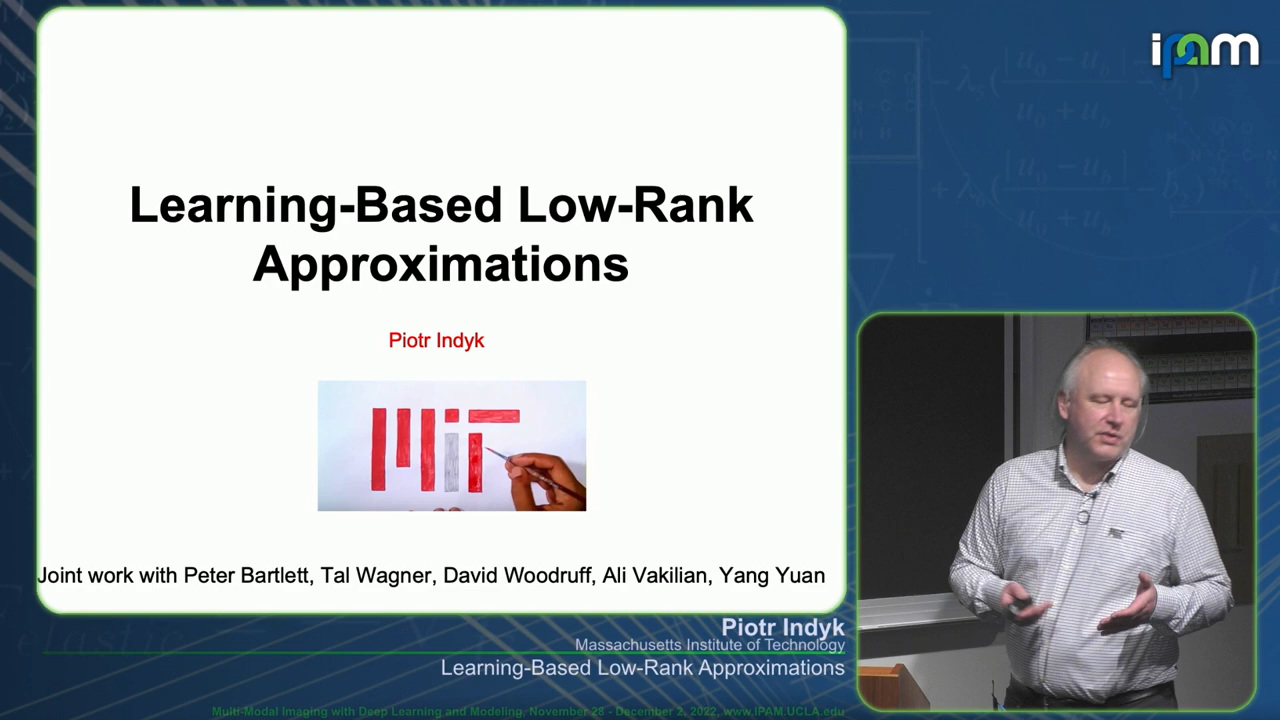 Learning-Based Low-Rank
Approximations
Piotr Indyk
MIT
Joint work with Peter Bartlett, Tal Wagner, David Woodruff, Ali Vakilian, Yang Yuan
ipam
Piotr Indyk
Massachusetts Institute of Technology
Learning-Based Low-Rank Approximations
Multi-Modal Imaging with Deep Learning and Modeling, November 28 - December 2, 2022, www.IPAM.UCLA.edu